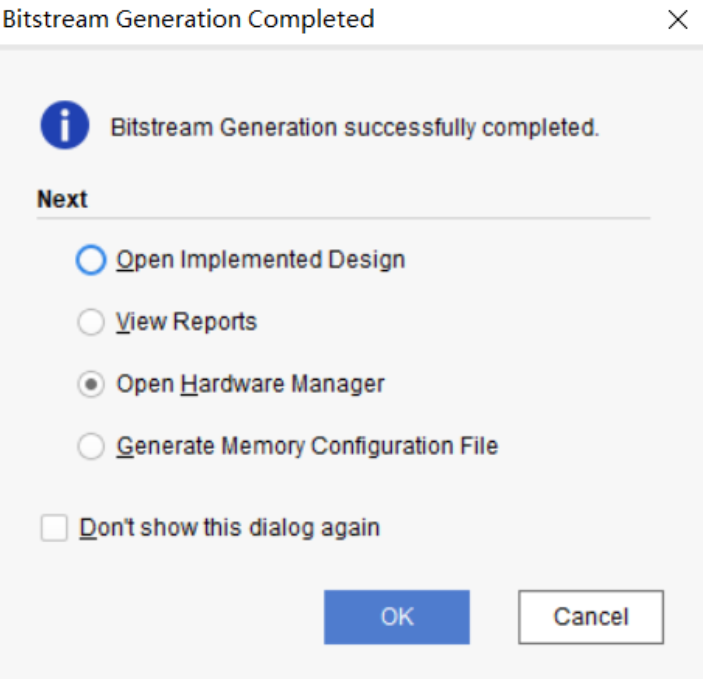 Bitstream Generation Completed
Bitstream Generation successfully completed.
Next
Open Implemented Design
View Reports
Open Hardware Manager
Generate Memory Configuration File
Don't show this dialog again
OK
Cancel